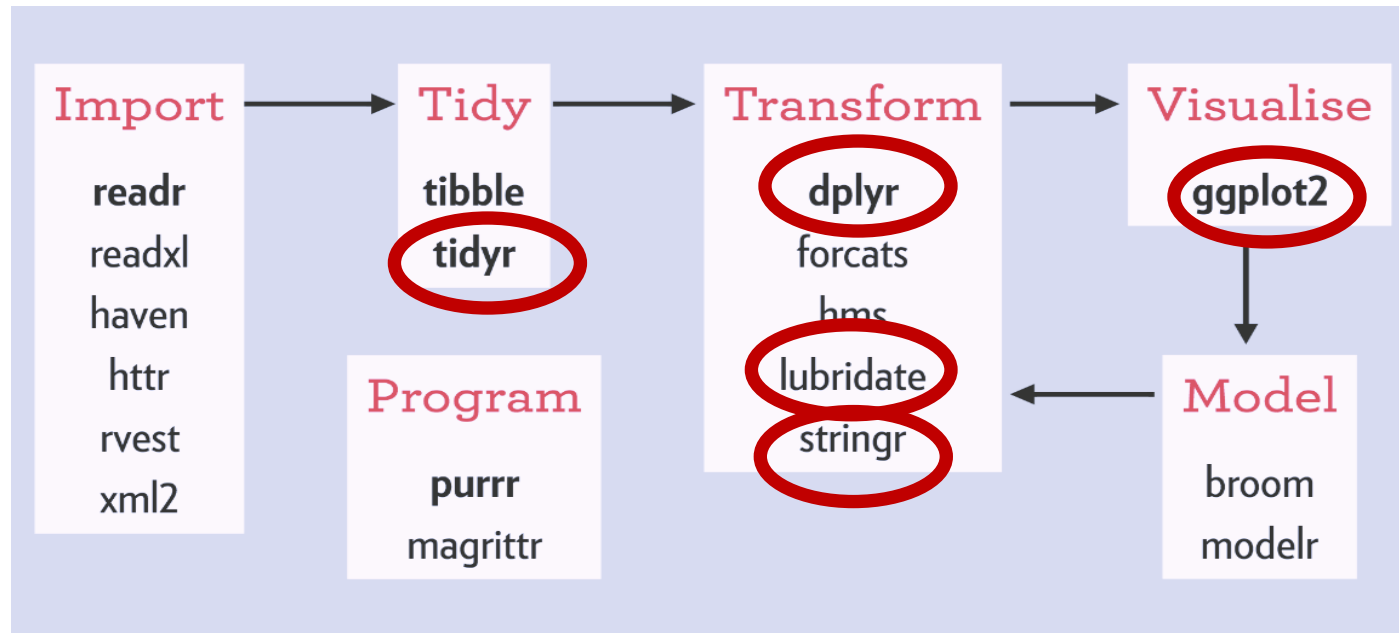 Import
readr
readxl
haven
httr
rvest
xml2
Tidy
tibble
tidyr
Program
purrr
magrittr
Transform
dplyr
forcats
hms
lubridate
stringr
Visualise
ggplot2
Model
broom
modelr